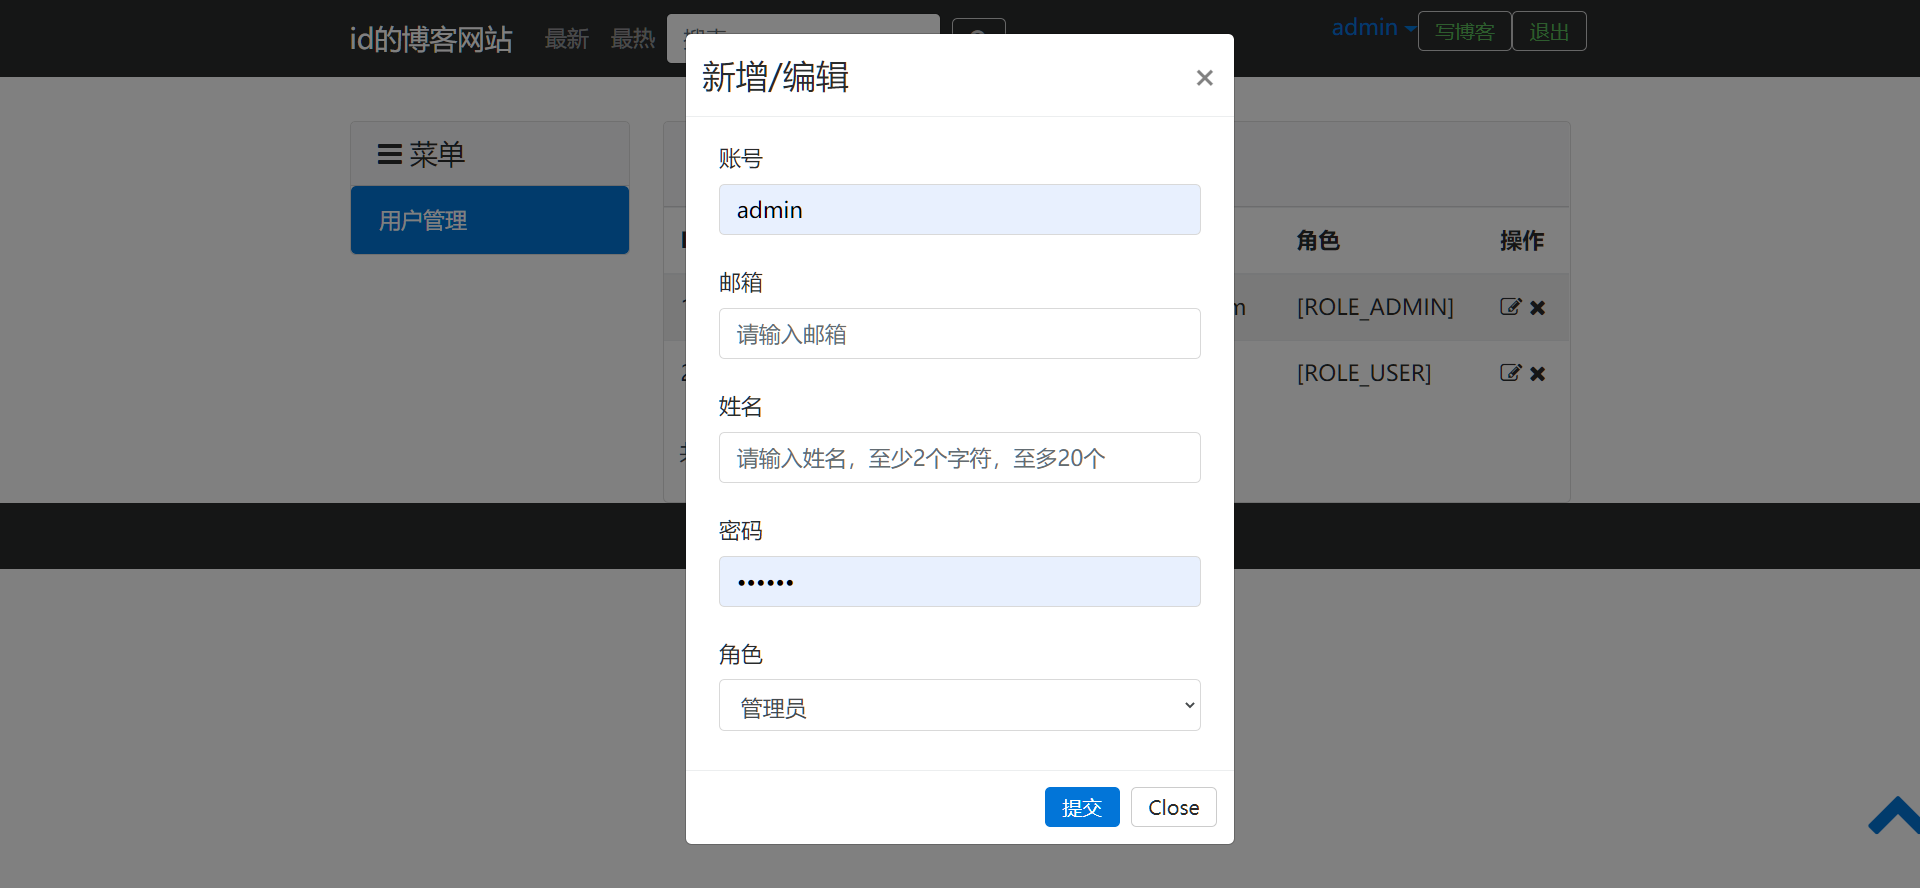 id的博客网站 最新 最热 admin 写博客 退出
新增/编辑 ×
菜单
用户管理
账号
admin
邮箱
请输入邮箱
姓名
请输入姓名，至少2个字符，至多20个
密码
••••••
角色
管理员
提交 Close
角色 操作
[ROLE_ADMIN]
[ROLE_USER]